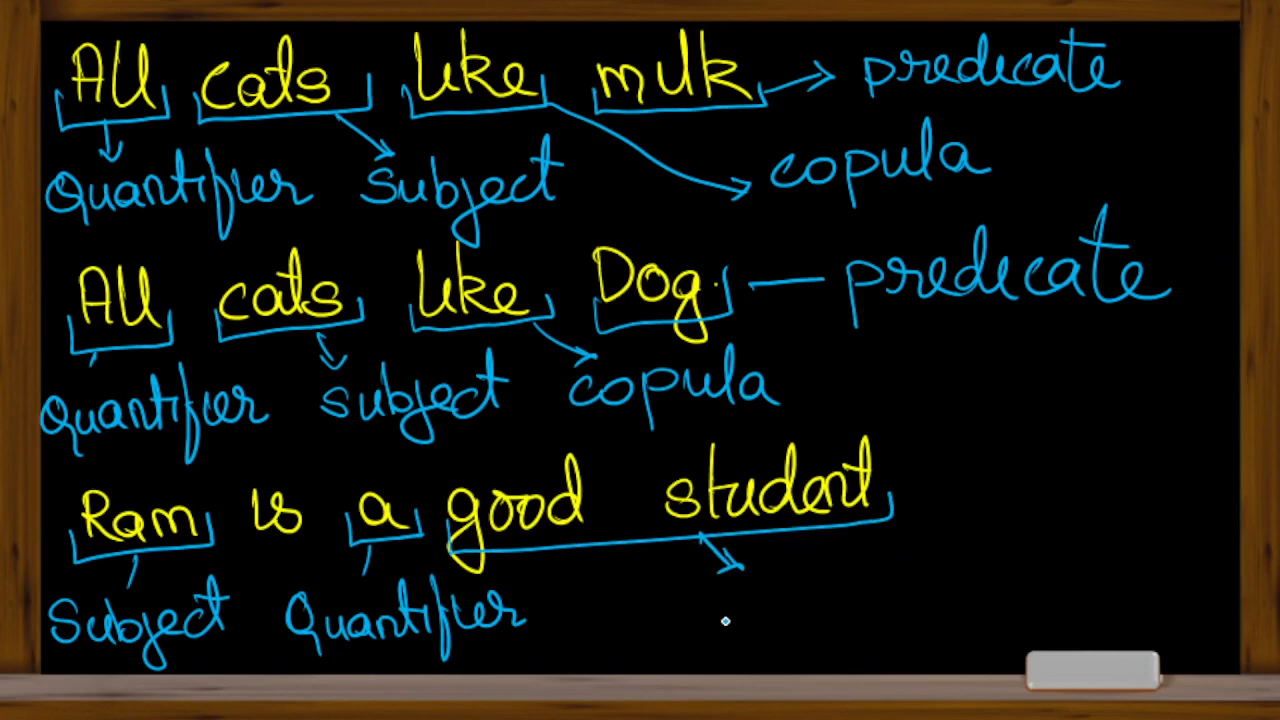 All cats like milk → predicate
Quantifier subject copula
All cats like Dog. — predicate
Quantifier subject copula
Ram is a good student
Subject Quantifier